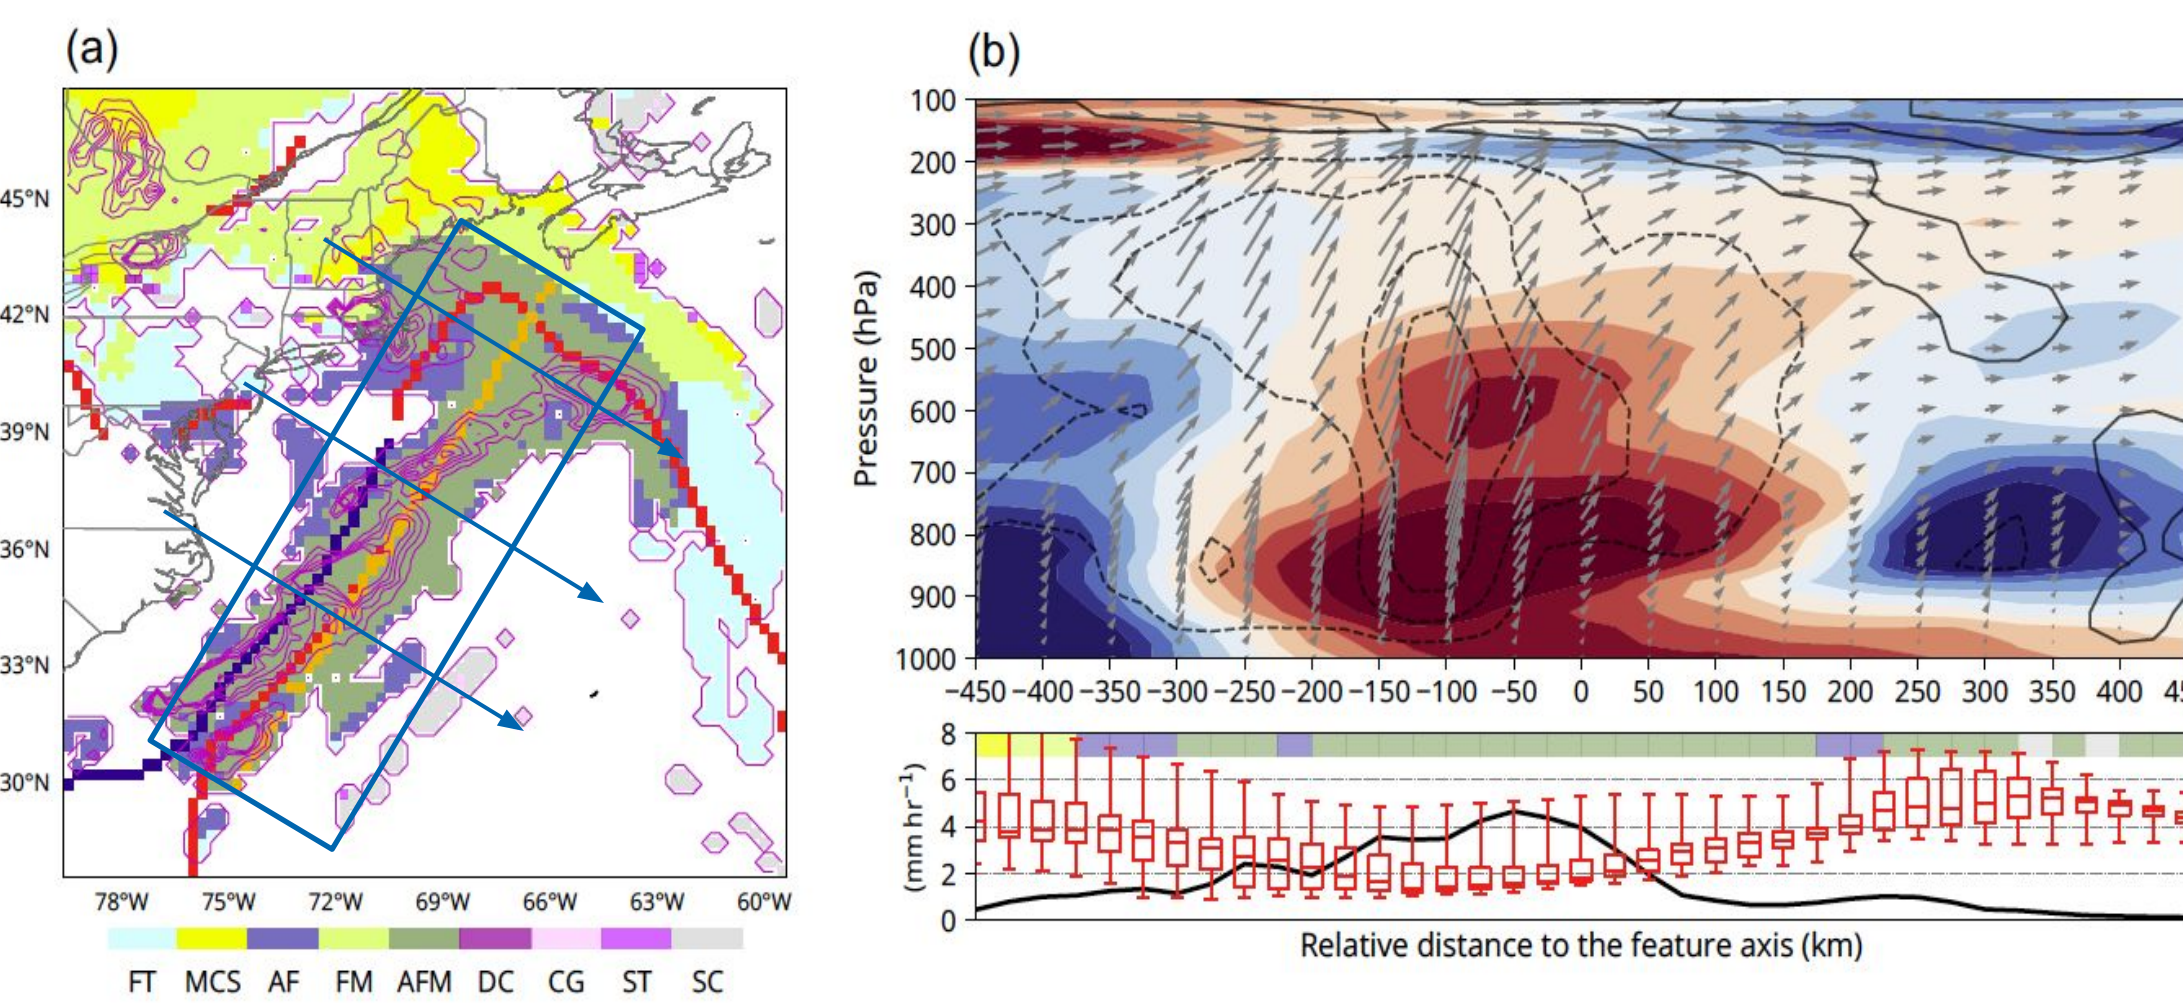 (a)
45°N
42°N
39°N
36°N
33°N
30°N
78°W 75°W 72°W 69°W 66°W 63°W 60°W
FT MCS AF FM AFM DC CG ST SC
(b)
Pressure (hPa)
100
200
300
400
500
600
700
800
900
1000
−450 −400 −350 −300 −250 −200 −150 −100 −50 0 50 100 150 200 250 300 350 400 45
(mm hr⁻¹)
8
6
4
2
0
Relative distance to the feature axis (km)